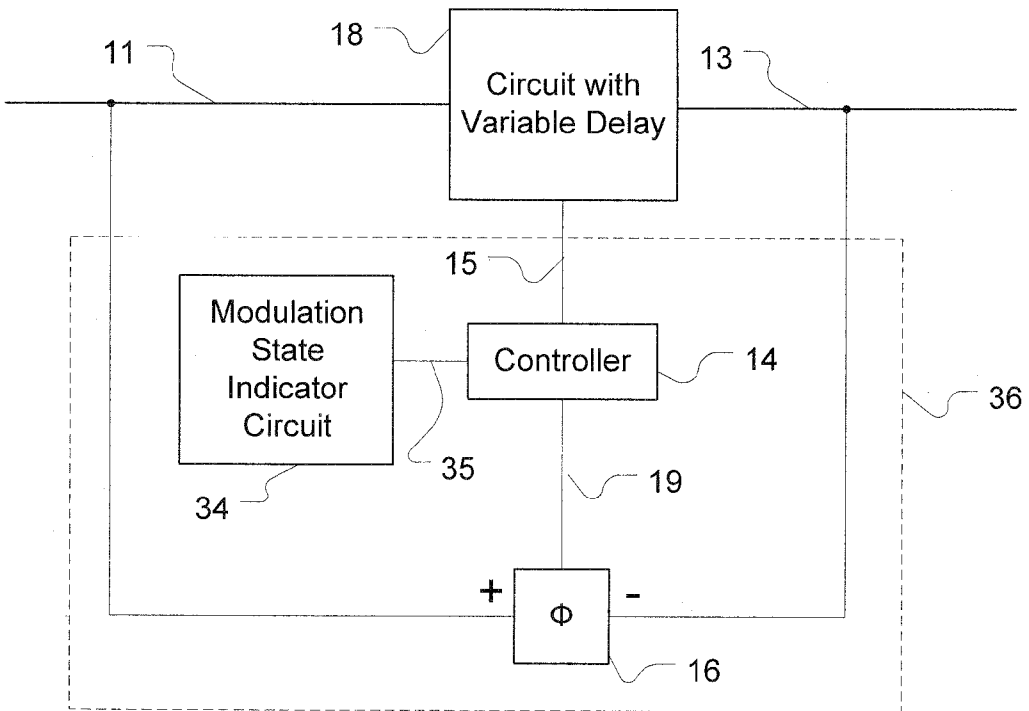 18
11
13
Circuit with
Variable Delay
15
Modulation
State
Indicator
Circuit
Controller
14
36
35
19
34
+
-
Φ
16